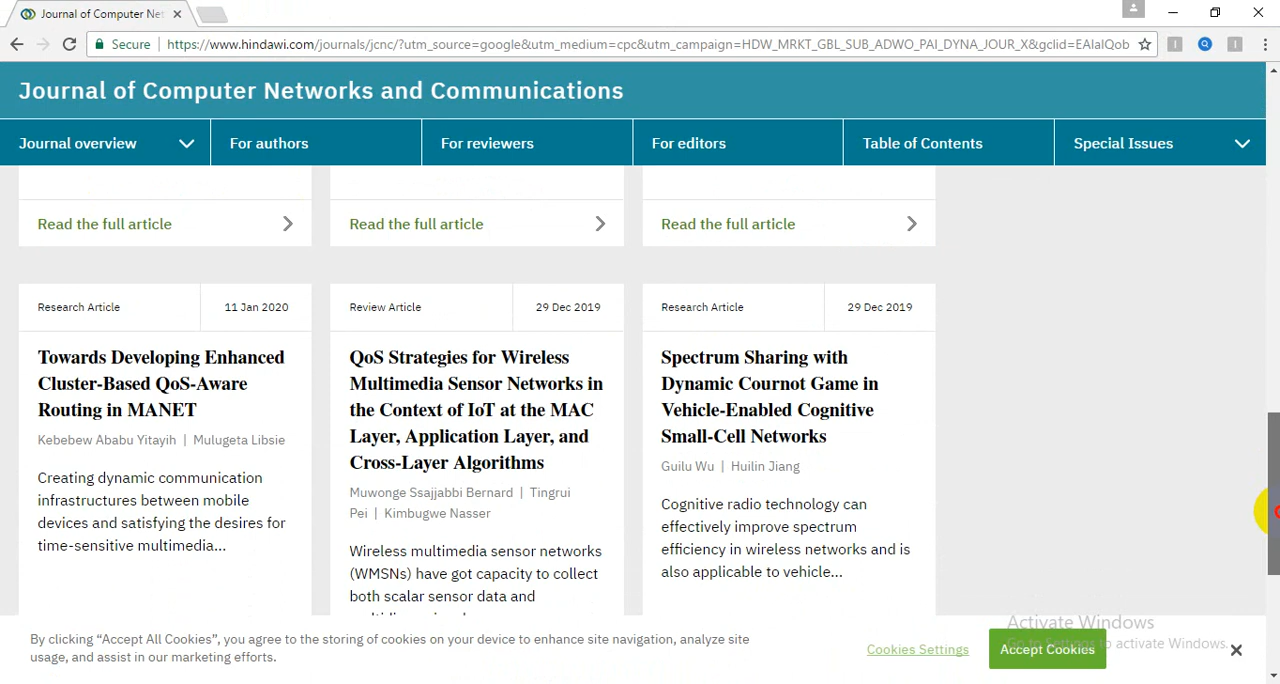 Journal of Computer Net
Secure
https://www.hindawi.com/journals/jcnc/?utm_source=google&utm_medium=cpc&utm_campaign=HDW_MRKT_GBL_SUB_ADWO_PAI_DYNA_JOUR_X&gclid=EAIaIQob
Journal of Computer Networks and Communications
Journal overview
For authors
For reviewers
For editors
Table of Contents
Special Issues
Read the full article
Read the full article
Read the full article
Research Article
11 Jan 2020
Towards Developing Enhanced
Cluster-Based QoS-Aware
Routing in MANET
Kebebew Ababu Yitayih | Mulugeta Libsie
Creating dynamic communication
infrastructures between mobile
devices and satisfying the desires for
time-sensitive multimedia...
Review Article
29 Dec 2019
QoS Strategies for Wireless
Multimedia Sensor Networks in
the Context of IoT at the MAC
Layer, Application Layer, and
Cross-Layer Algorithms
Muwonge Ssajjabbi Bernard | Tingrui
Pei | Kimbugwe Nasser
Wireless multimedia sensor networks
(WMSNs) have got capacity to collect
both scalar sensor data and
Research Article
29 Dec 2019
Spectrum Sharing with
Dynamic Cournot Game in
Vehicle-Enabled Cognitive
Small-Cell Networks
Guilu Wu | Huilin Jiang
Cognitive radio technology can
effectively improve spectrum
efficiency in wireless networks and is
also applicable to vehicle...
By clicking “Accept All Cookies”, you agree to the storing of cookies on your device to enhance site navigation, analyze site
usage, and assist in our marketing efforts.
Cookies Settings
Accept Cookies
Activate Windows
Go to Settings to activate Windows.